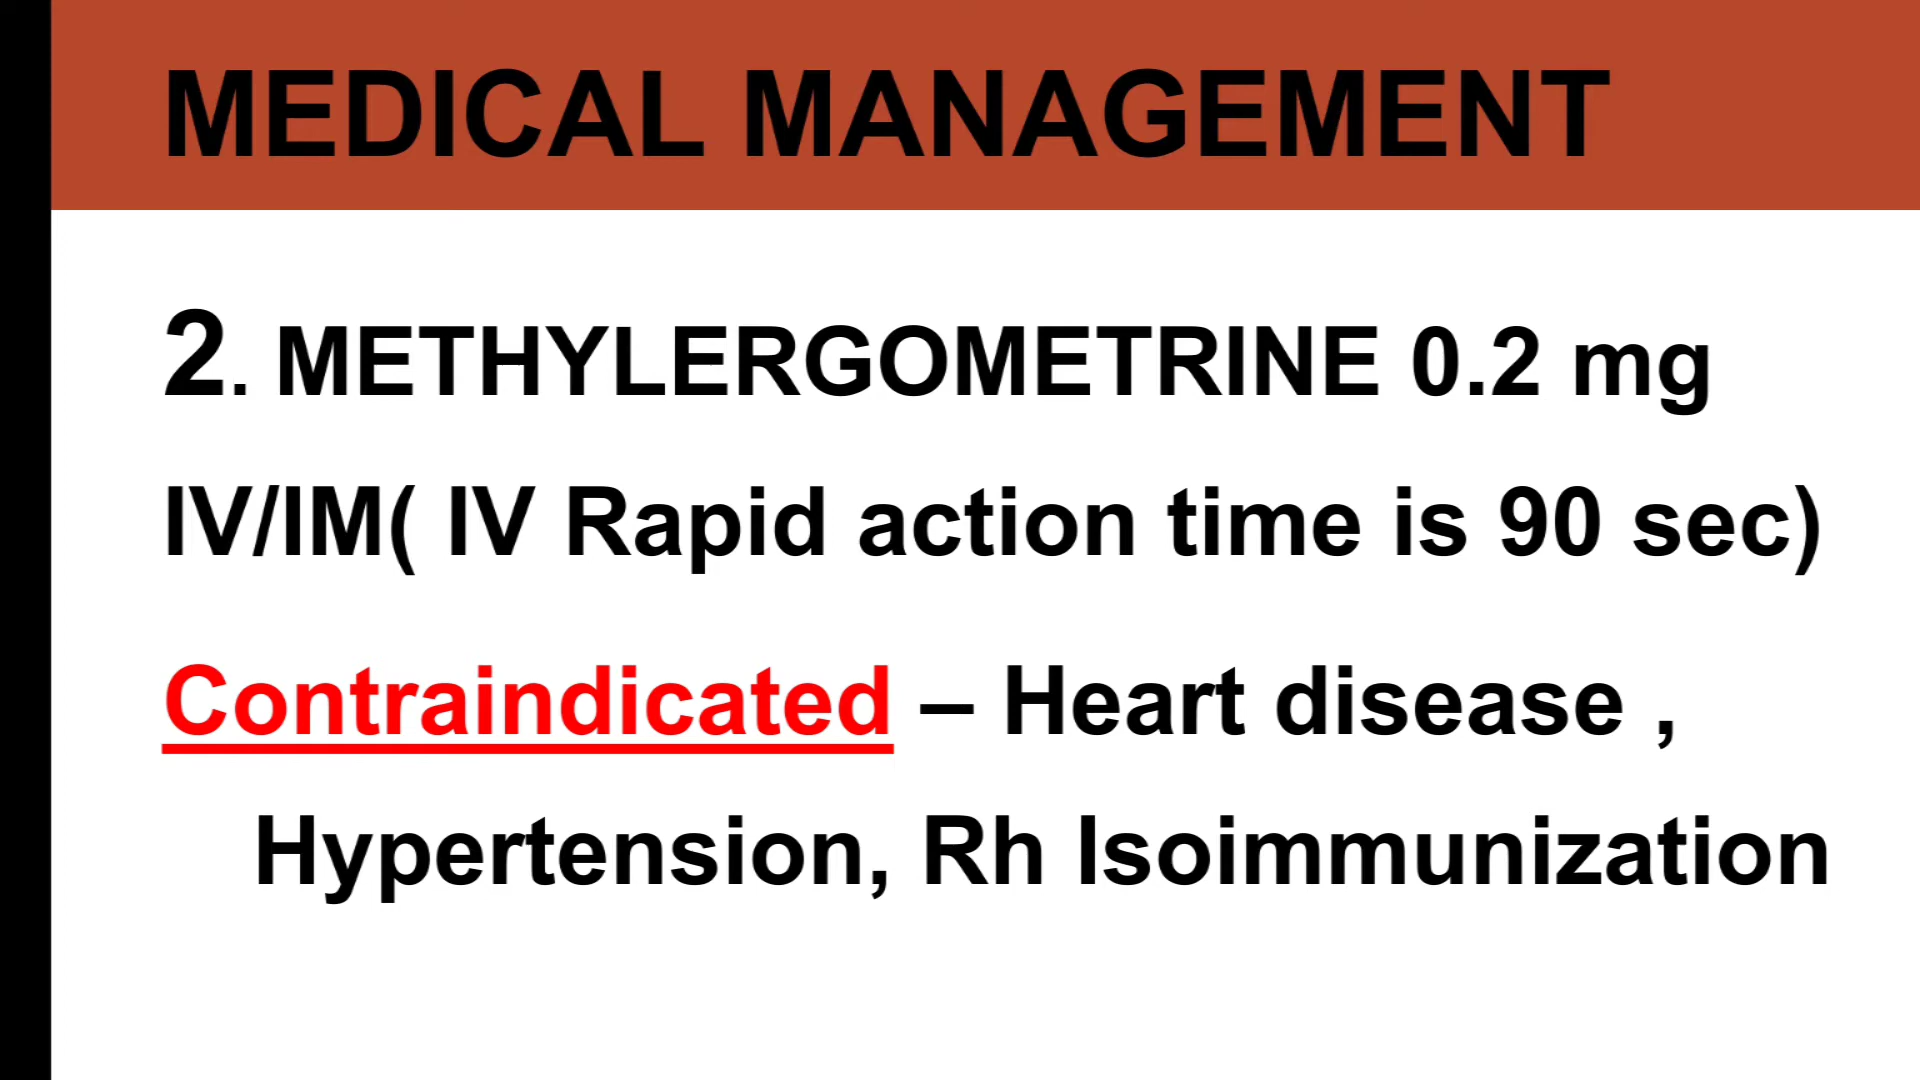 MEDICAL MANAGEMENT
2. METHYLERGOMETRINE 0.2 mg
IV/IM( IV Rapid action time is 90 sec)
Contraindicated – Heart disease ,
Hypertension, Rh Isoimmunization